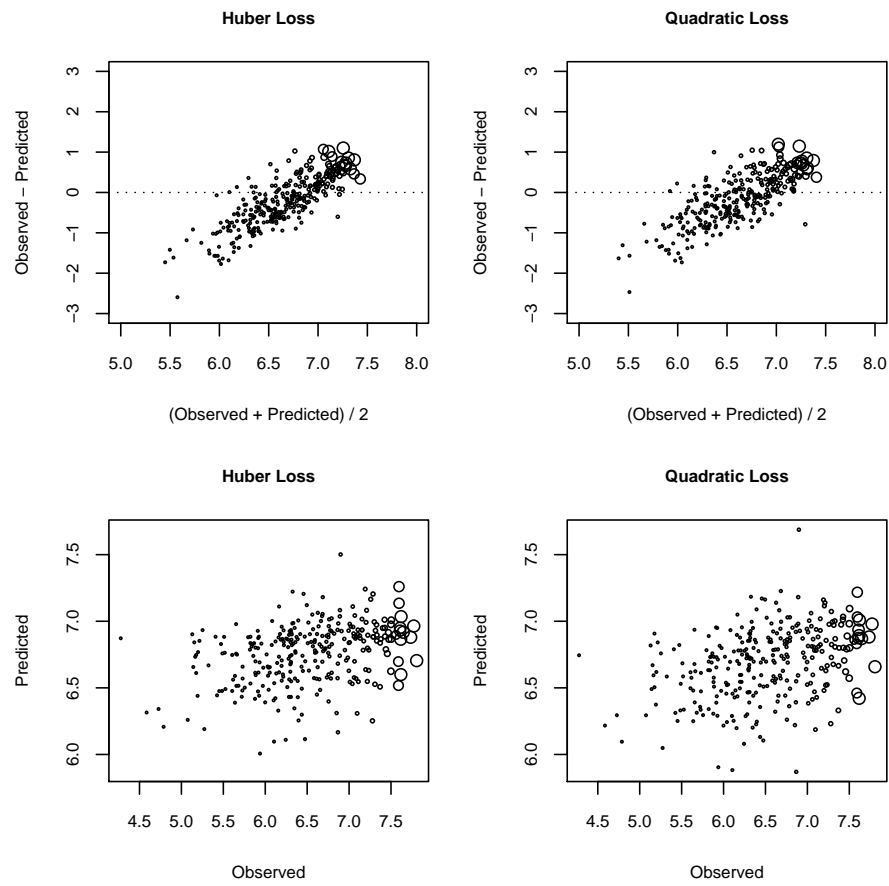 Huber Loss
3
2
1
0
−1
−2
−3
Observed − Predicted
5.0 5.5 6.0 6.5 7.0 7.5 8.0
(Observed + Predicted) / 2
Quadratic Loss
3
2
1
0
−1
−2
−3
Observed − Predicted
5.0 5.5 6.0 6.5 7.0 7.5 8.0
(Observed + Predicted) / 2
Huber Loss
7.5
7.0
6.5
6.0
Predicted
4.5 5.0 5.5 6.0 6.5 7.0 7.5
Observed
Quadratic Loss
7.5
7.0
6.5
6.0
Predicted
4.5 5.0 5.5 6.0 6.5 7.0 7.5
Observed